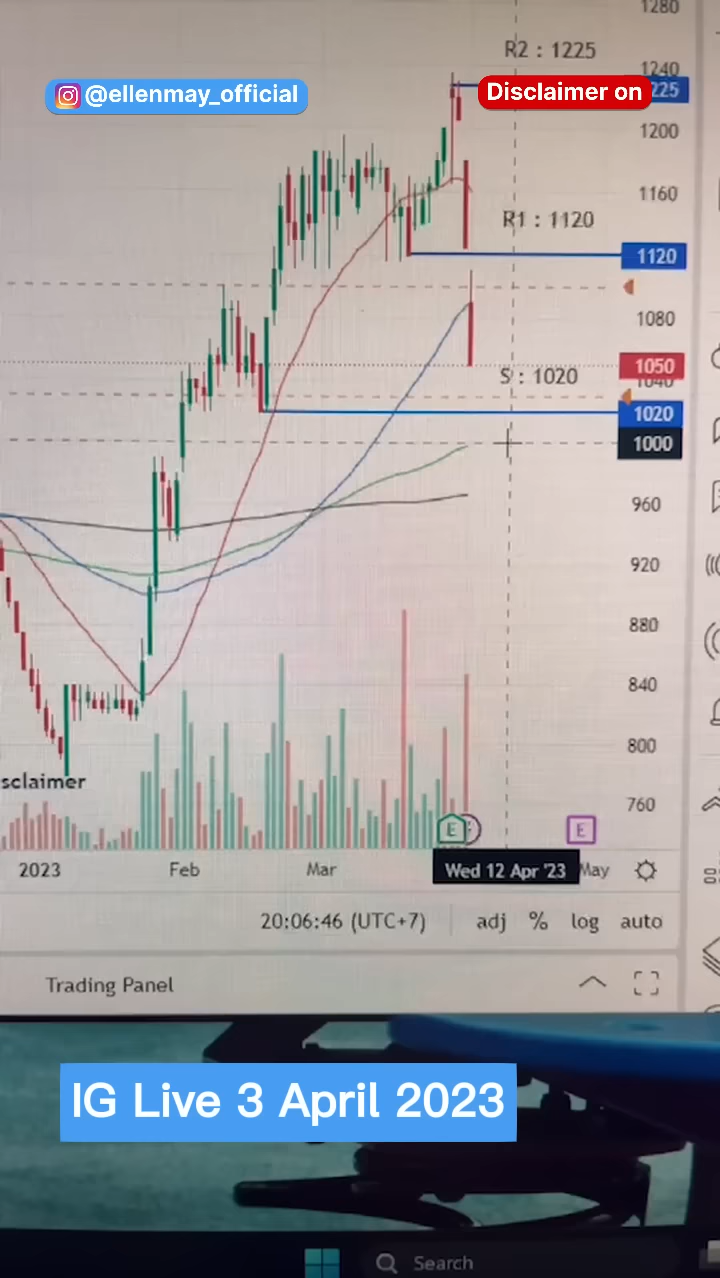 1280
R2 : 1225
1240
@ellenmay_official
Disclaimer on
225
1200
1160
R1 : 1120
1120
1080
1050
S : 1020
1040
1020
1000
960
920
880
840
800
sclaimer
760
E
E
2023
Feb
Mar
Wed 12 Apr '23
May
20:06:46 (UTC+7)
adj
%
log
auto
Trading Panel
IG Live 3 April 2023
Search